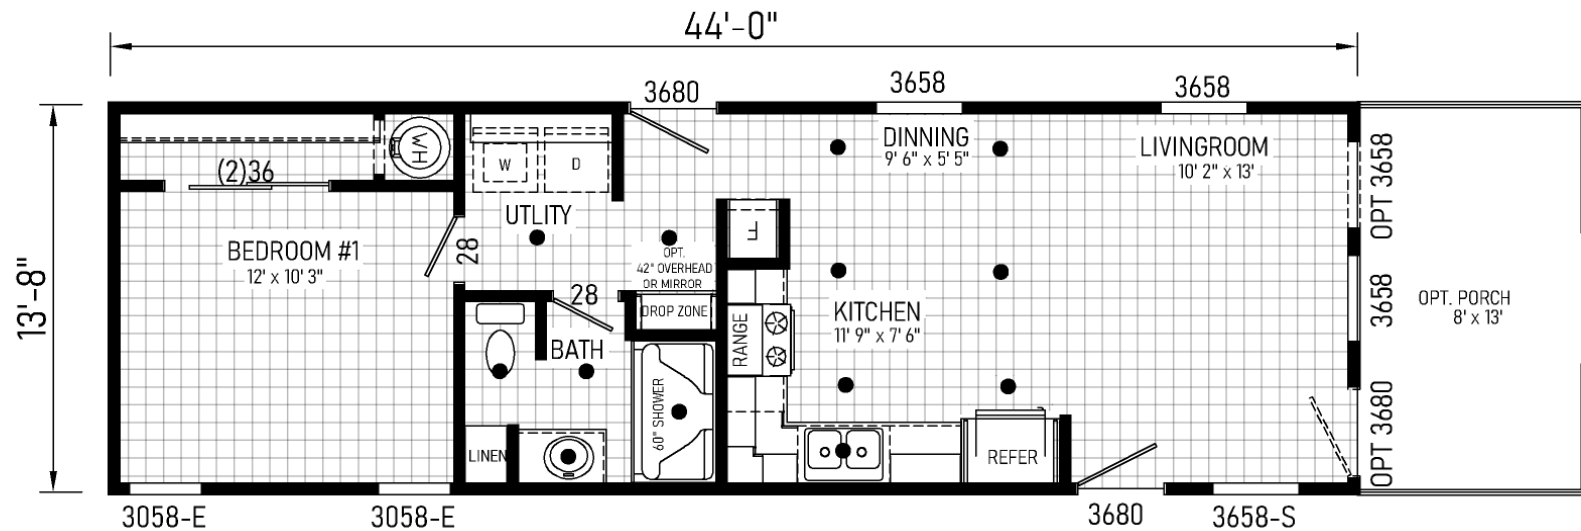 44'-0"
3680
3658
3658
13'-8"
WH
(2)36
W
D
DINNING
9' 6" x 5' 5"
LIVINGROOM
10' 2" x 13'
OPT 3658
UTLITY
F
BEDROOM #1
12' x 10' 3"
28
OPT.
42" OVERHEAD
OR MIRROR
28
DROP ZONE
KITCHEN
11' 9" x 7' 6"
RANGE
3658
OPT. PORCH
8' x 13'
BATH
60" SHOWER
LINEN
REFER
OPT 3680
3058-E
3058-E
3680
3658-S